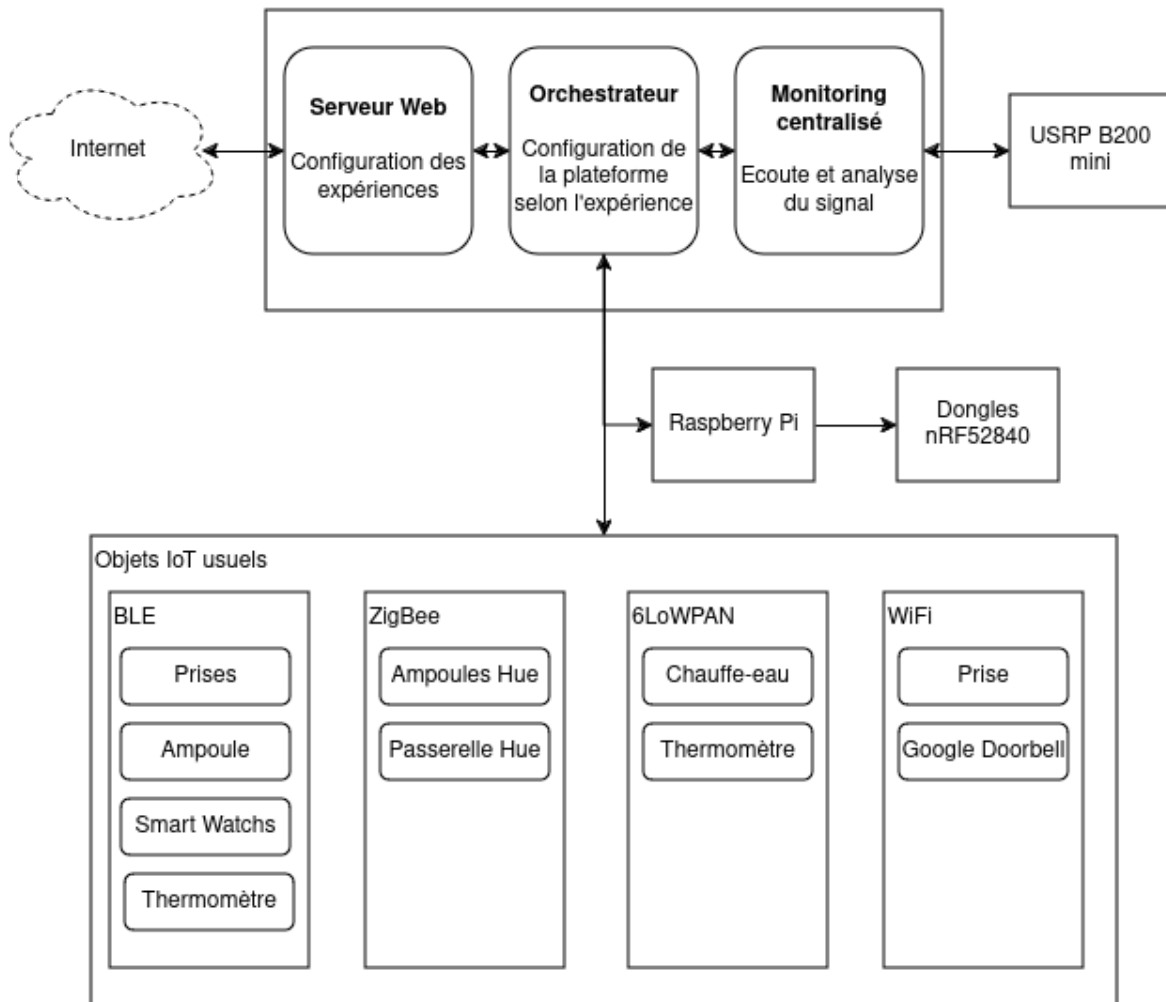 Internet
Serveur Web
Configuration des
expériences
Orchestrateur
Configuration de
la plateforme
selon l'expérience
Monitoring
centralisé
Ecoute et analyse
du signal
USRP B200
mini
Raspberry Pi
Dongles
nRF52840
Objets IoT usuels
BLE
Prises
Ampoule
Smart Watchs
Thermomètre
ZigBee
Ampoules Hue
Passerelle Hue
6LoWPAN
Chauffe-eau
Thermomètre
WiFi
Prise
Google Doorbell